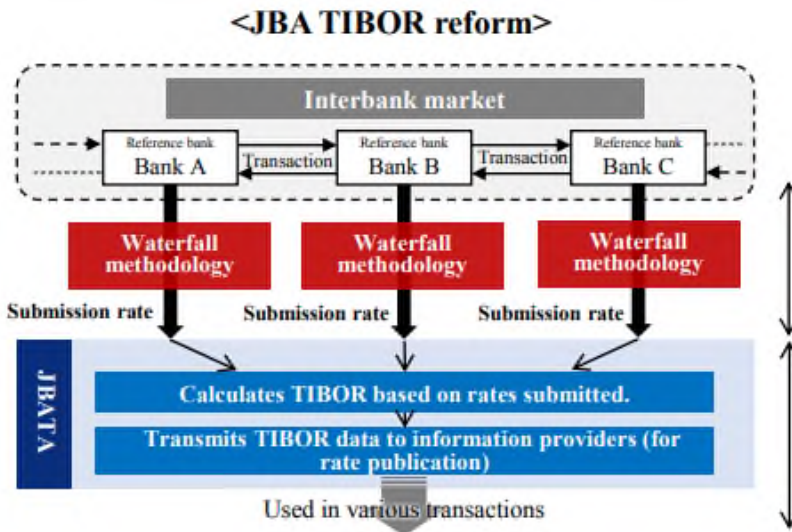 <JBA TIBOR reform>
Interbank market
Reference bank
Bank A
Transaction
Reference bank
Bank B
Transaction
Reference bank
Bank C
Waterfall
methodology
Waterfall
methodology
Waterfall
methodology
Submission rate
Submission rate
Submission rate
JBATA
Calculates TIBOR based on rates submitted.
Transmits TIBOR data to information providers (for
rate publication)
Used in various transactions